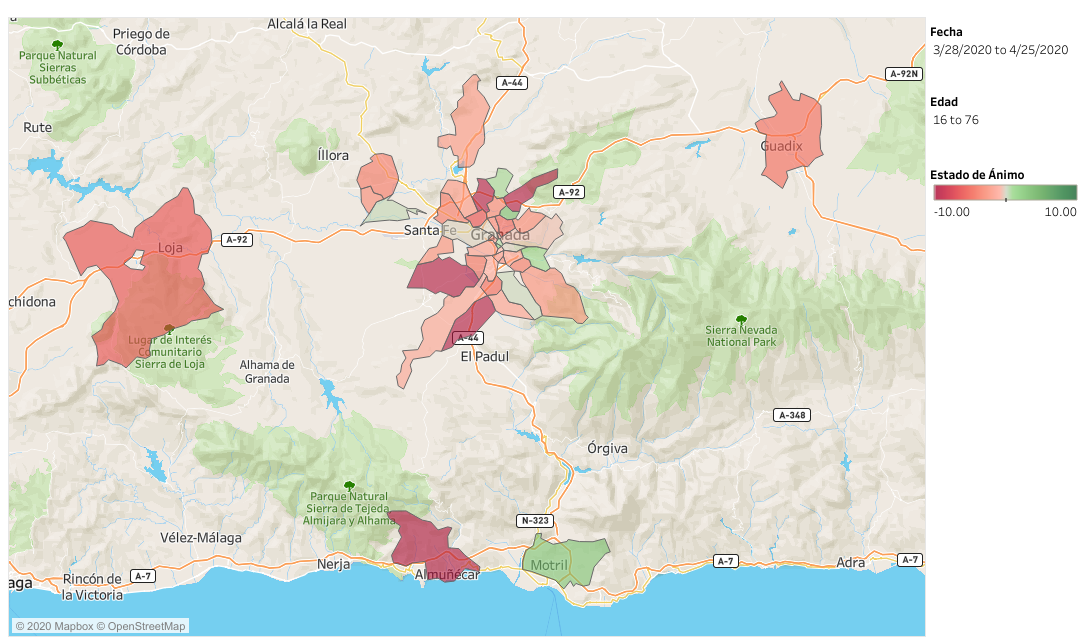 Alcalá la Real
Priego de
Córdoba
Parque Natural
Sierras
Subbéticas
A-44
A-92N
Rute
Íllora
Guadix
A-92
Santa Fe
Granada
A-92
Loja
chidona
Lugar de Interés
Comunitario
Sierra de Loja
A-44
El Padul
Alhama de
Granada
Sierra Nevada
National Park
A-348
Órgiva
Parque Natural
Sierra de Tejeda,
Almijara y Alhama
N-323
Vélez-Málaga
Nerja
Almuñécar
Motril
A-7
Adra
A-7
aga
Rincón de
la Victoria
A-7
© 2020 Mapbox © OpenStreetMap
Fecha
3/28/2020 to 4/25/2020
Edad
16 to 76
Estado de Ánimo
-10.00
10.00